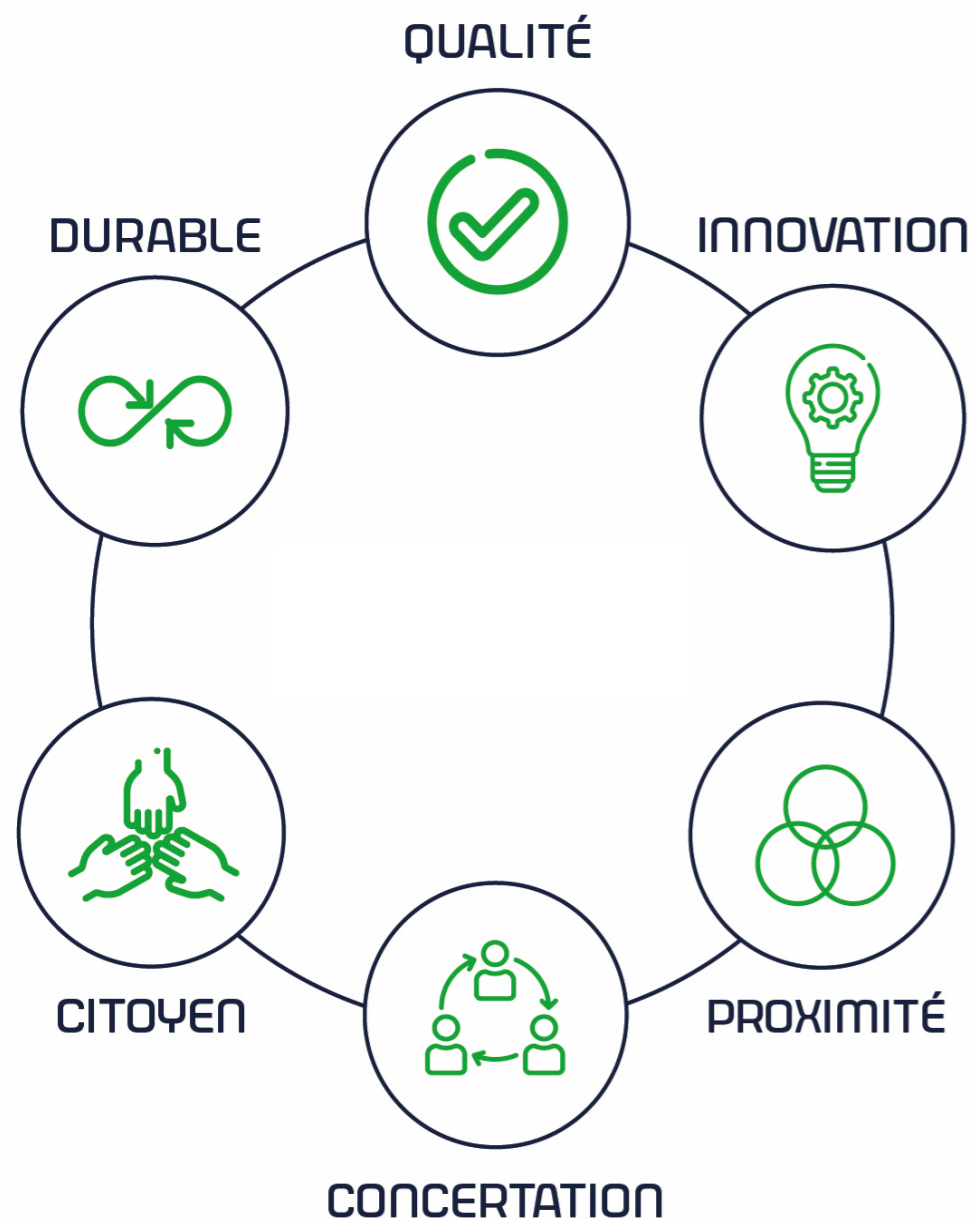 QUALITÉ
DURABLE
INNOVATION
CITOYEN
PROXIMITÉ
CONCERTATION